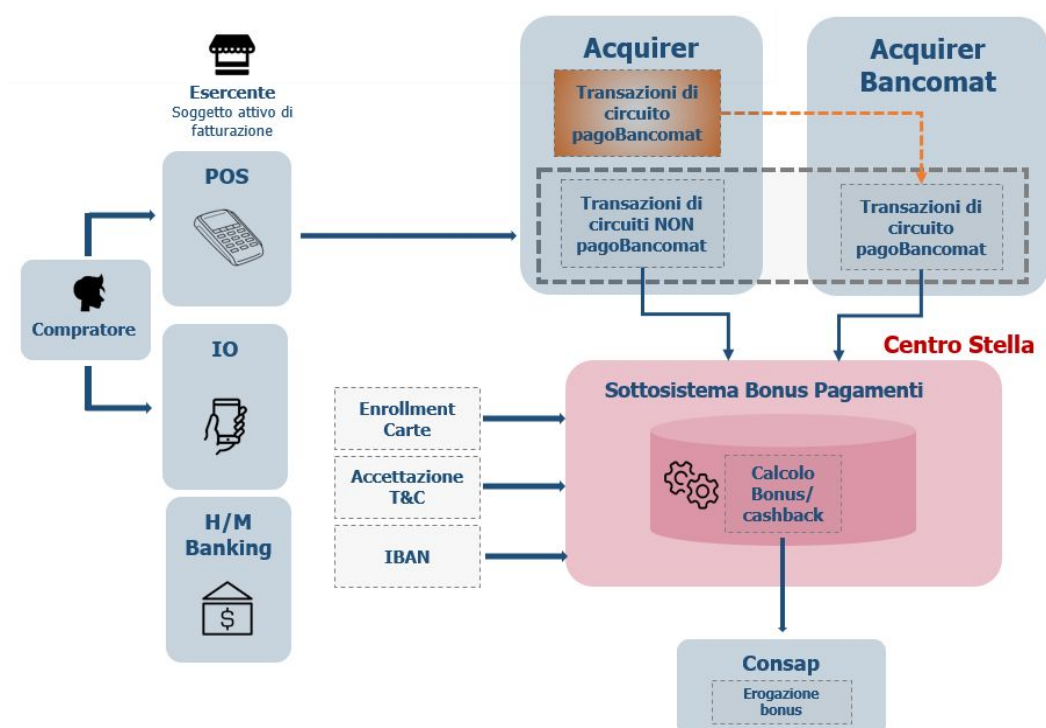 Esercente
Soggetto attivo di
fatturazione
POS
Compratore
IO
H/M
Banking
$
Acquirer
Transazioni di
circuito
pagoBancomat
Transazioni di
circuiti NON
pagoBancomat
Acquirer
Bancomat
Transazioni di
circuito
pagoBancomat
Centro Stella
Sottosistema Bonus Pagamenti
Enrollment
Carte
Accettazione
T&C
IBAN
Calcolo
Bonus/
cashback
Consap
Erogazione
bonus